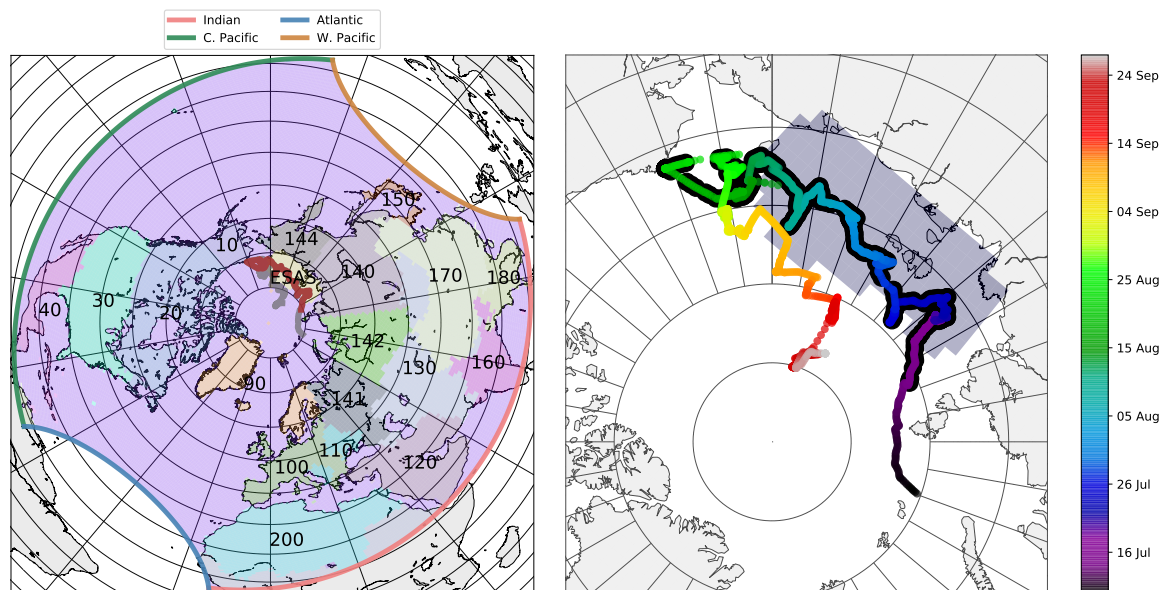 Indian Atlantic
C. Pacific W. Pacific
150
10 144
ESAS 140 170 180
30 40
20
142
130 160
90
141
110
100 120
200
24 Sep
14 Sep
04 Sep
25 Aug
15 Aug
05 Aug
26 Jul
16 Jul